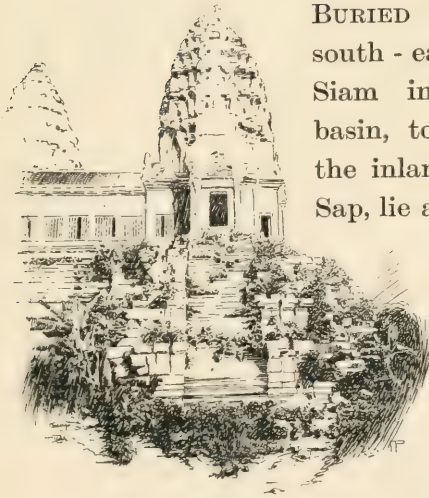 BURIED
south - ea
Siam in
basin, to
the inlan
Sap, lie a